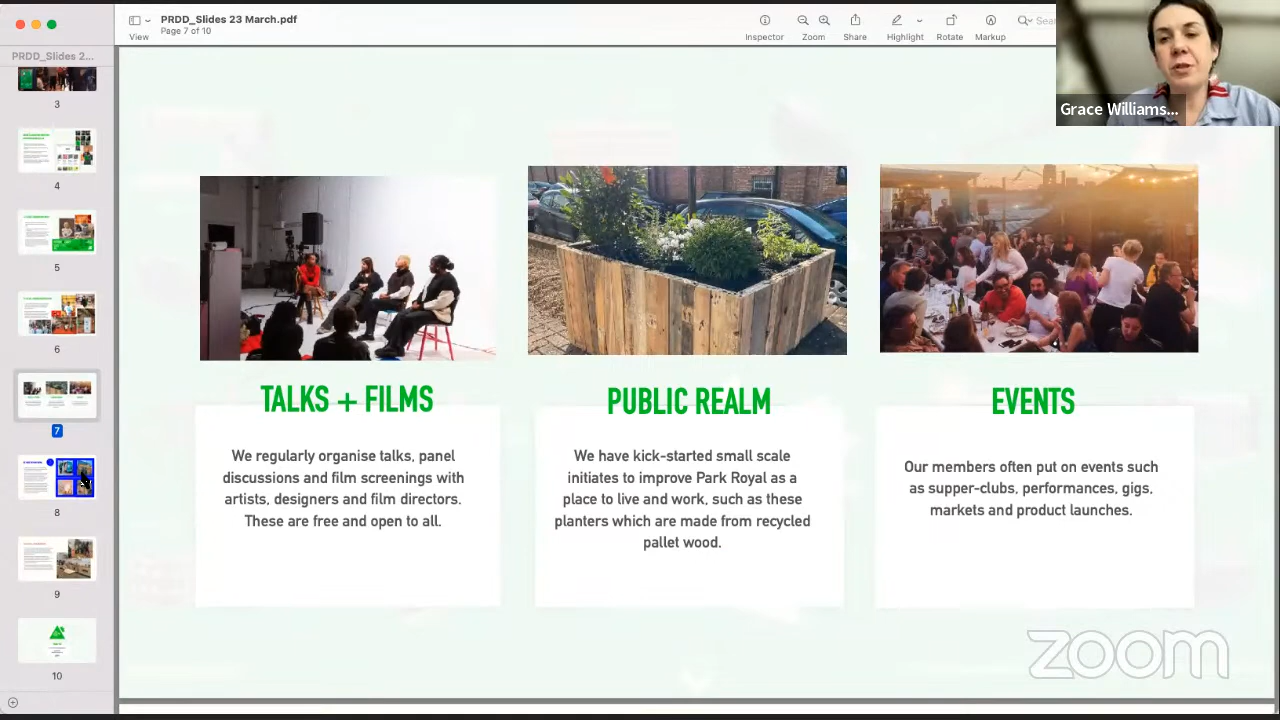 PRDD_Slides 23 March.pdf
Page 7 of 10
View
Inspector
Zoom
Share
Highlight
Rotate
Markup
Sear
Grace Williams...
PRDD_Slides 2...
3
4
5
6
7
8
9
10
TALKS + FILMS
We regularly organise talks, panel
discussions and film screenings with
artists, designers and film directors.
These are free and open to all.
PUBLIC REALM
We have kick-started small scale
initiates to improve Park Royal as a
place to live and work, such as these
planters which are made from recycled
pallet wood.
EVENTS
Our members often put on events such
as supper-clubs, performances, gigs,
markets and product launches.
zoom